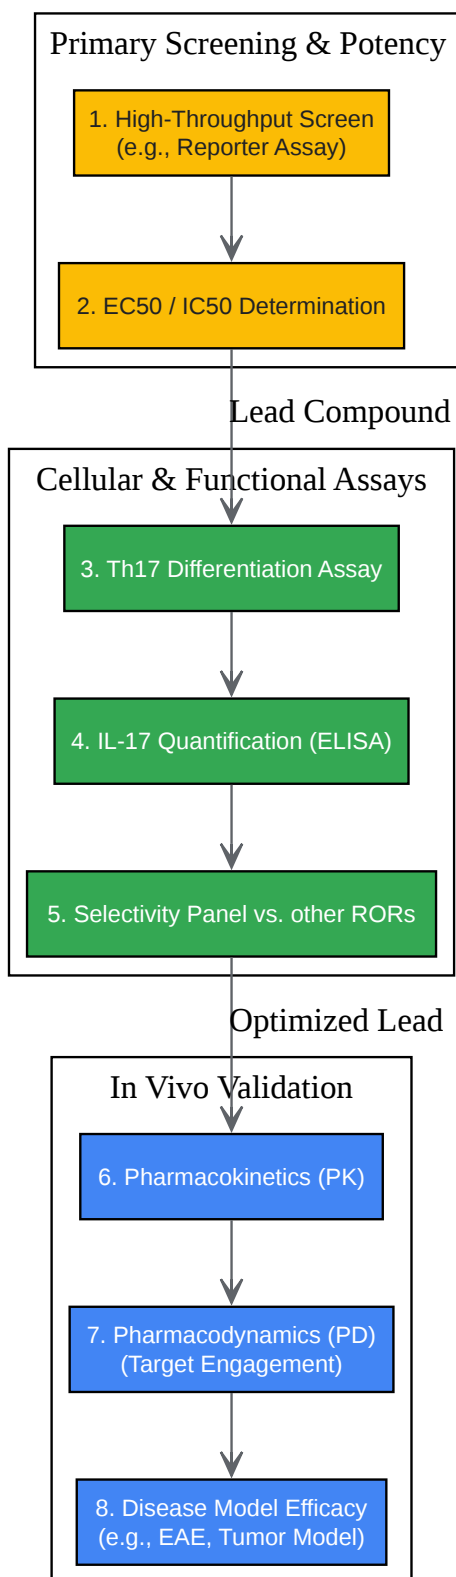 Primary Screening & Potency
1. High-Throughput Screen
(e.g., Reporter Assay)
2. EC50 / IC50 Determination
Lead Compound
Cellular & Functional Assays
3. Th17 Differentiation Assay
4. IL-17 Quantification (ELISA)
5. Selectivity Panel vs. other RORs
Optimized Lead
In Vivo Validation
6. Pharmacokinetics (PK)
7. Pharmacodynamics (PD)
(Target Engagement)
8. Disease Model Efficacy
(e.g., EAE, Tumor Model)